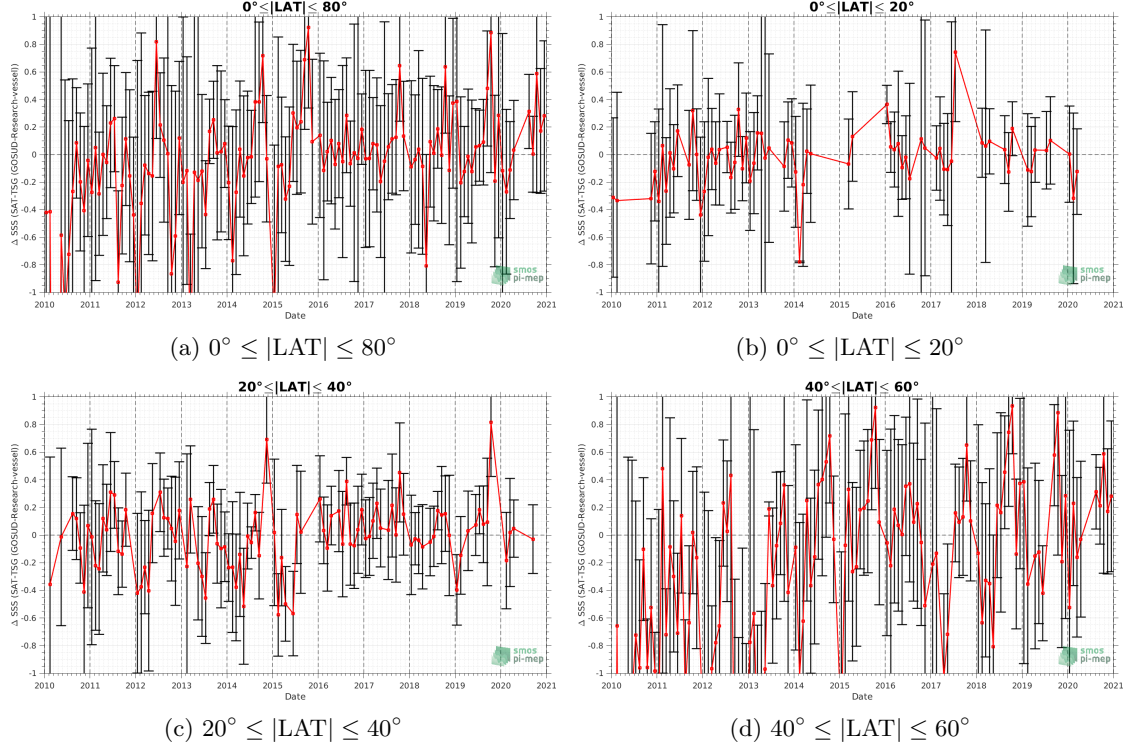 0°≤|LAT|≤ 80°
Δ SSS (SAT-TSG (GOSUD-Research-vessel))
1
0.8
0.6
0.4
0.2
0
-0.2
-0.4
-0.6
-0.8
-1
2010 2011 2012 2013 2014 2015 2016 2017 2018 2019 2020 2021
Date
smos
pi-mep
(a) 0° ≤ |LAT| ≤ 80°
0°≤|LAT|≤ 20°
Δ SSS (SAT-TSG (GOSUD-Research-vessel))
1
0.8
0.6
0.4
0.2
0
-0.2
-0.4
-0.6
-0.8
-1
2010 2011 2012 2013 2014 2015 2016 2017 2018 2019 2020 2021
Date
smos
pi-mep
(b) 0° ≤ |LAT| ≤ 20°
20°≤|LAT|≤ 40°
Δ SSS (SAT-TSG (GOSUD-Research-vessel))
1
0.8
0.6
0.4
0.2
0
-0.2
-0.4
-0.6
-0.8
-1
2010 2011 2012 2013 2014 2015 2016 2017 2018 2019 2020 2021
Date
smos
pi-mep
(c) 20° ≤ |LAT| ≤ 40°
40°≤|LAT|≤ 60°
Δ SSS (SAT-TSG (GOSUD-Research-vessel))
1
0.8
0.6
0.4
0.2
0
-0.2
-0.4
-0.6
-0.8
-1
2010 2011 2012 2013 2014 2015 2016 2017 2018 2019 2020 2021
Date
smos
pi-mep
(d) 40° ≤ |LAT| ≤ 60°